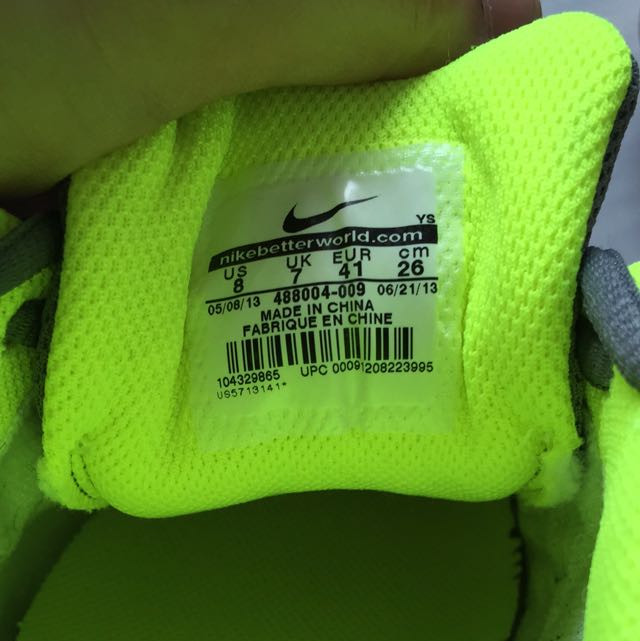 YS
nikebetterworld.com
US UK EUR cm
8 7 41 26
05/08/13 488004-009 06/21/13
MADE IN CHINA
FABRIQUE EN CHINE
104329865 UPC 00091208223995
US5713141*